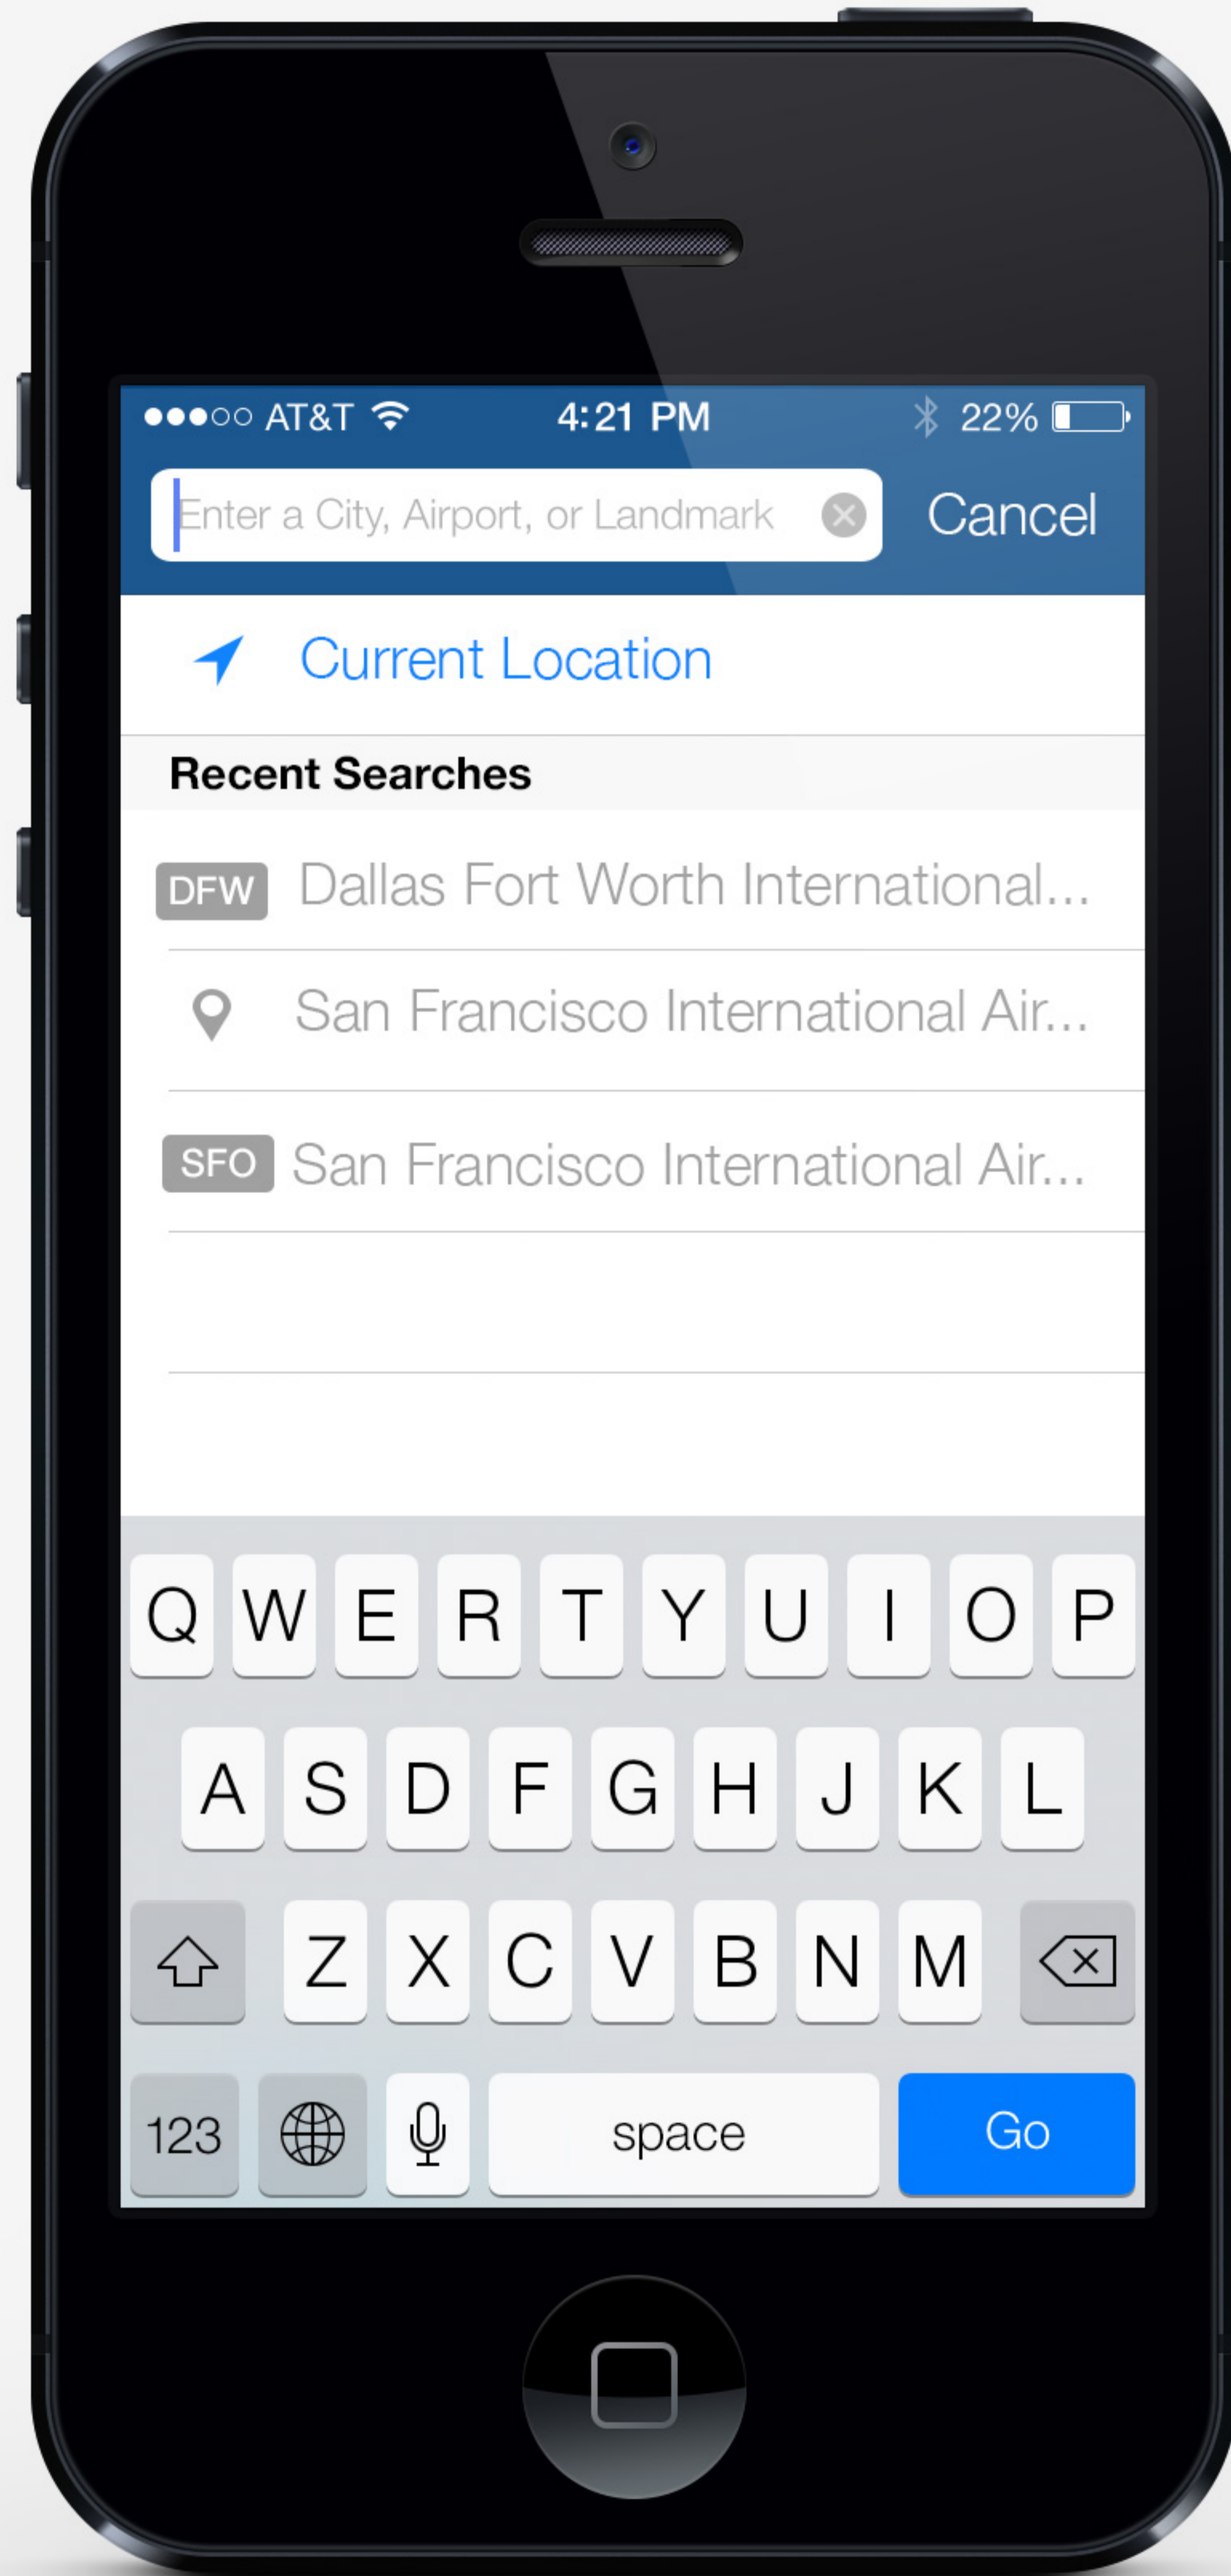 AT&T 4:21 PM 22%
Enter a City, Airport, or Landmark Cancel
Current Location
Recent Searches
DFW Dallas Fort Worth International...
San Francisco International Air...
SFO San Francisco International Air...
Q W E R T Y U I O P
A S D F G H J K L
Z X C V B N M
123 space Go